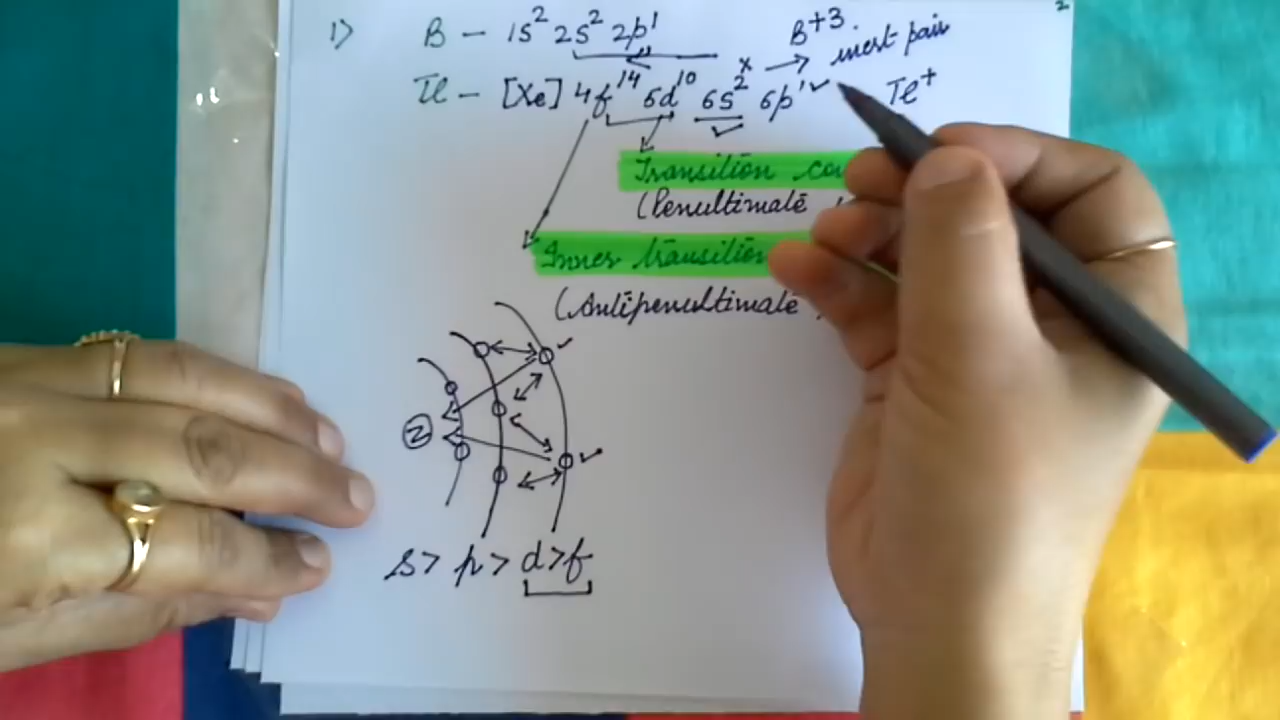 2
1) B – 1s² 2s² 2p¹ B⁺³.
x → inert pair
Tl – [Xe] 4f¹⁴ 5d¹⁰ 6s² 6p¹ Tl⁺
Transition
(Penultimate
Inner transition
(Antipenultimate
Z
s > p > d > f